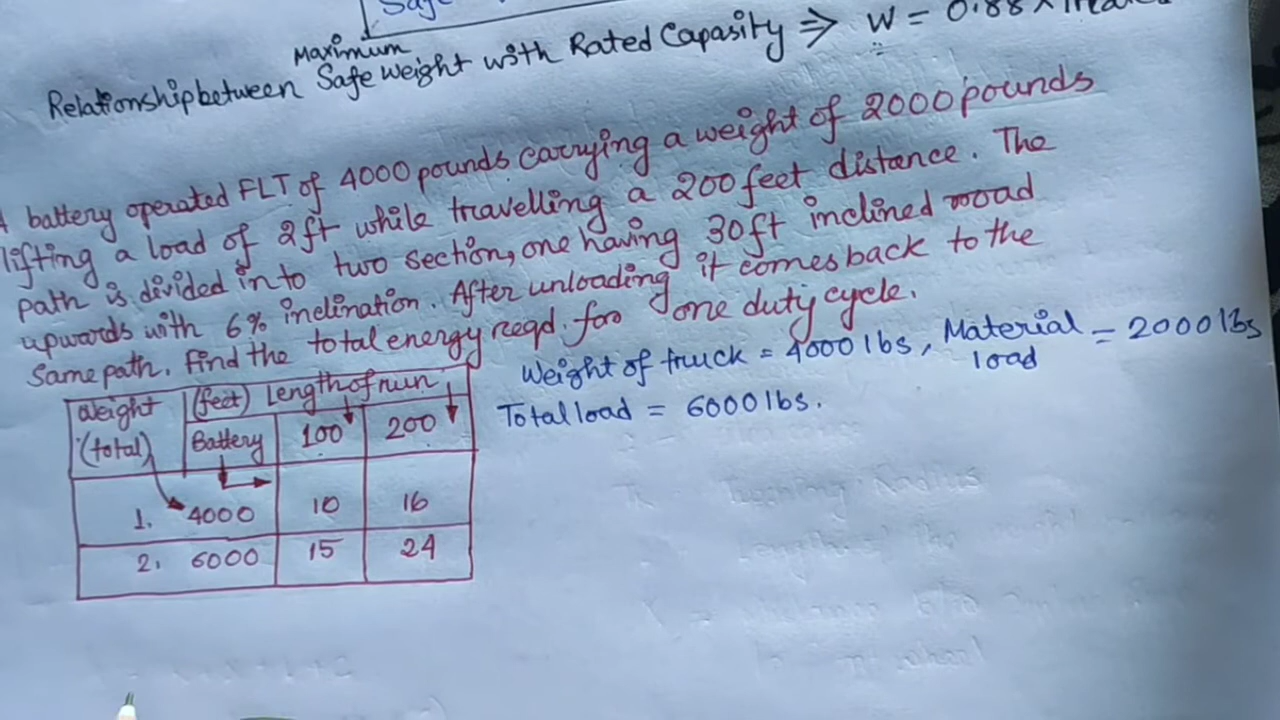 Safe
Maximum
Relationship between Safe Weight with Rated Capasity ⇒ W = 0.88 ×
A battery operated FLT of 4000 pounds carrying a weight of 2000 pounds
lifting a load of 2ft while travelling a 200 feet distance. The
path is divided in to two section, one having 30ft inclined road
upwards with 6% inclination. After unloading it comes back to the
same path. Find the total energy reqd. for one duty cycle.
Weight of truck = 4000 lbs, Material load = 2000 lbs
Total load = 6000 lbs.
Weight (total) (feet) Length of run
Battery 100 200
1. 4000 10 16
2. 6000 15 24